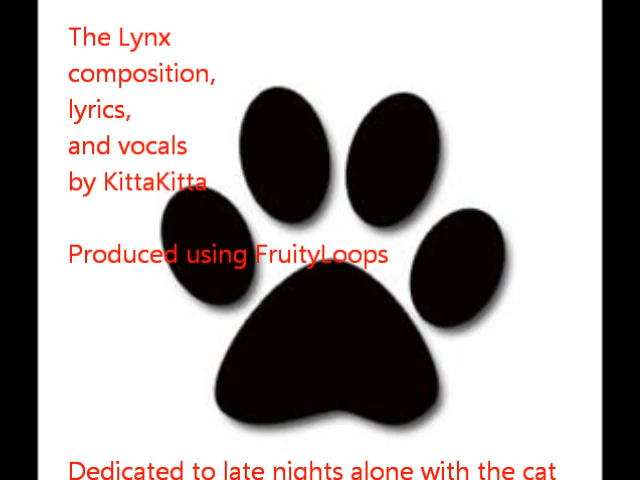 The Lynx
composition,
lyrics,
and vocals
by KittaKitta
Produced using FruityLoops
Dedicated to late nights alone with the cat